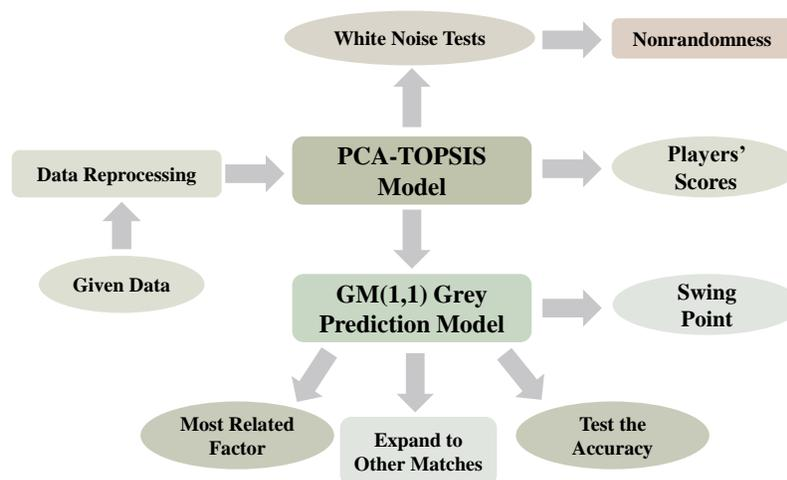 White Noise Tests
Nonrandomness
PCA-TOPSIS
Model
Players’
Scores
Data Reprocessing
Given Data
GM(1,1) Grey
Prediction Model
Swing
Point
Most Related
Factor
Expand to
Other Matches
Test the
Accuracy